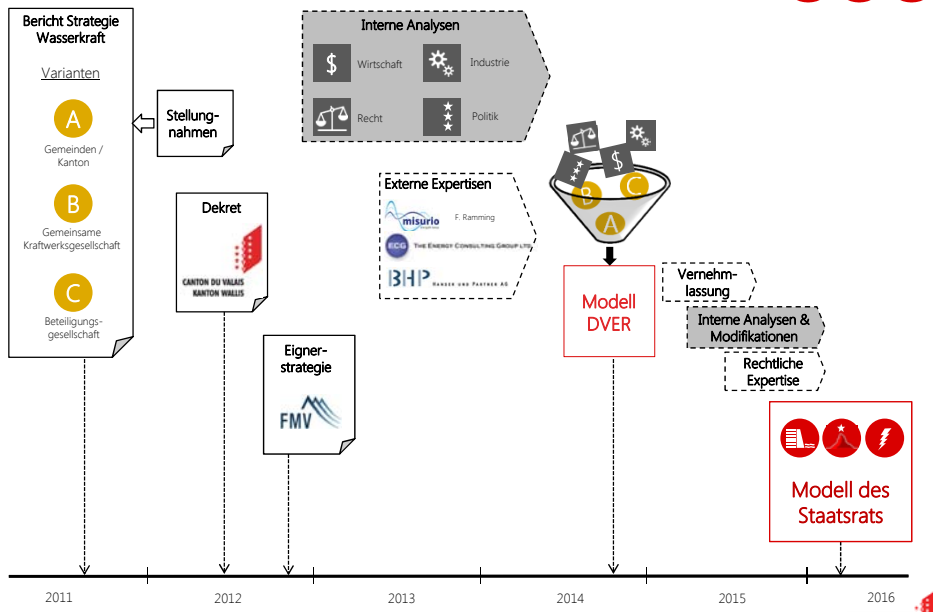 Bericht Strategie
Wasserkraft
Varianten
A
Gemeinden /
Kanton
B
Gemeinsame
Kraftwerksgesellschaft
C
Beteiligungs-
gesellschaft
Stellung-
nahmen
Dekret
CANTON DU VALAIS
KANTON WALLIS
Eigner-
strategie
FMV
Interne Analysen
$
Wirtschaft
Industrie
Recht
Politik
Externe Expertisen
misurio
F. Ramming
ECG THE ENERGY CONSULTING GROUP LTD
BHP HANSER UND PARTNER AG
$
B
C
A
Modell
DVER
Vernehm-
lassung
Interne Analysen &
Modifikationen
Rechtliche
Expertise
Modell des
Staatsrats
2011
2012
2013
2014
2015
2016